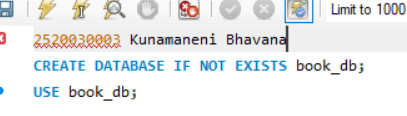 Limit to 1000
2520030003 Kunamaneni Bhavana
CREATE DATABASE IF NOT EXISTS book_db;
USE book_db;